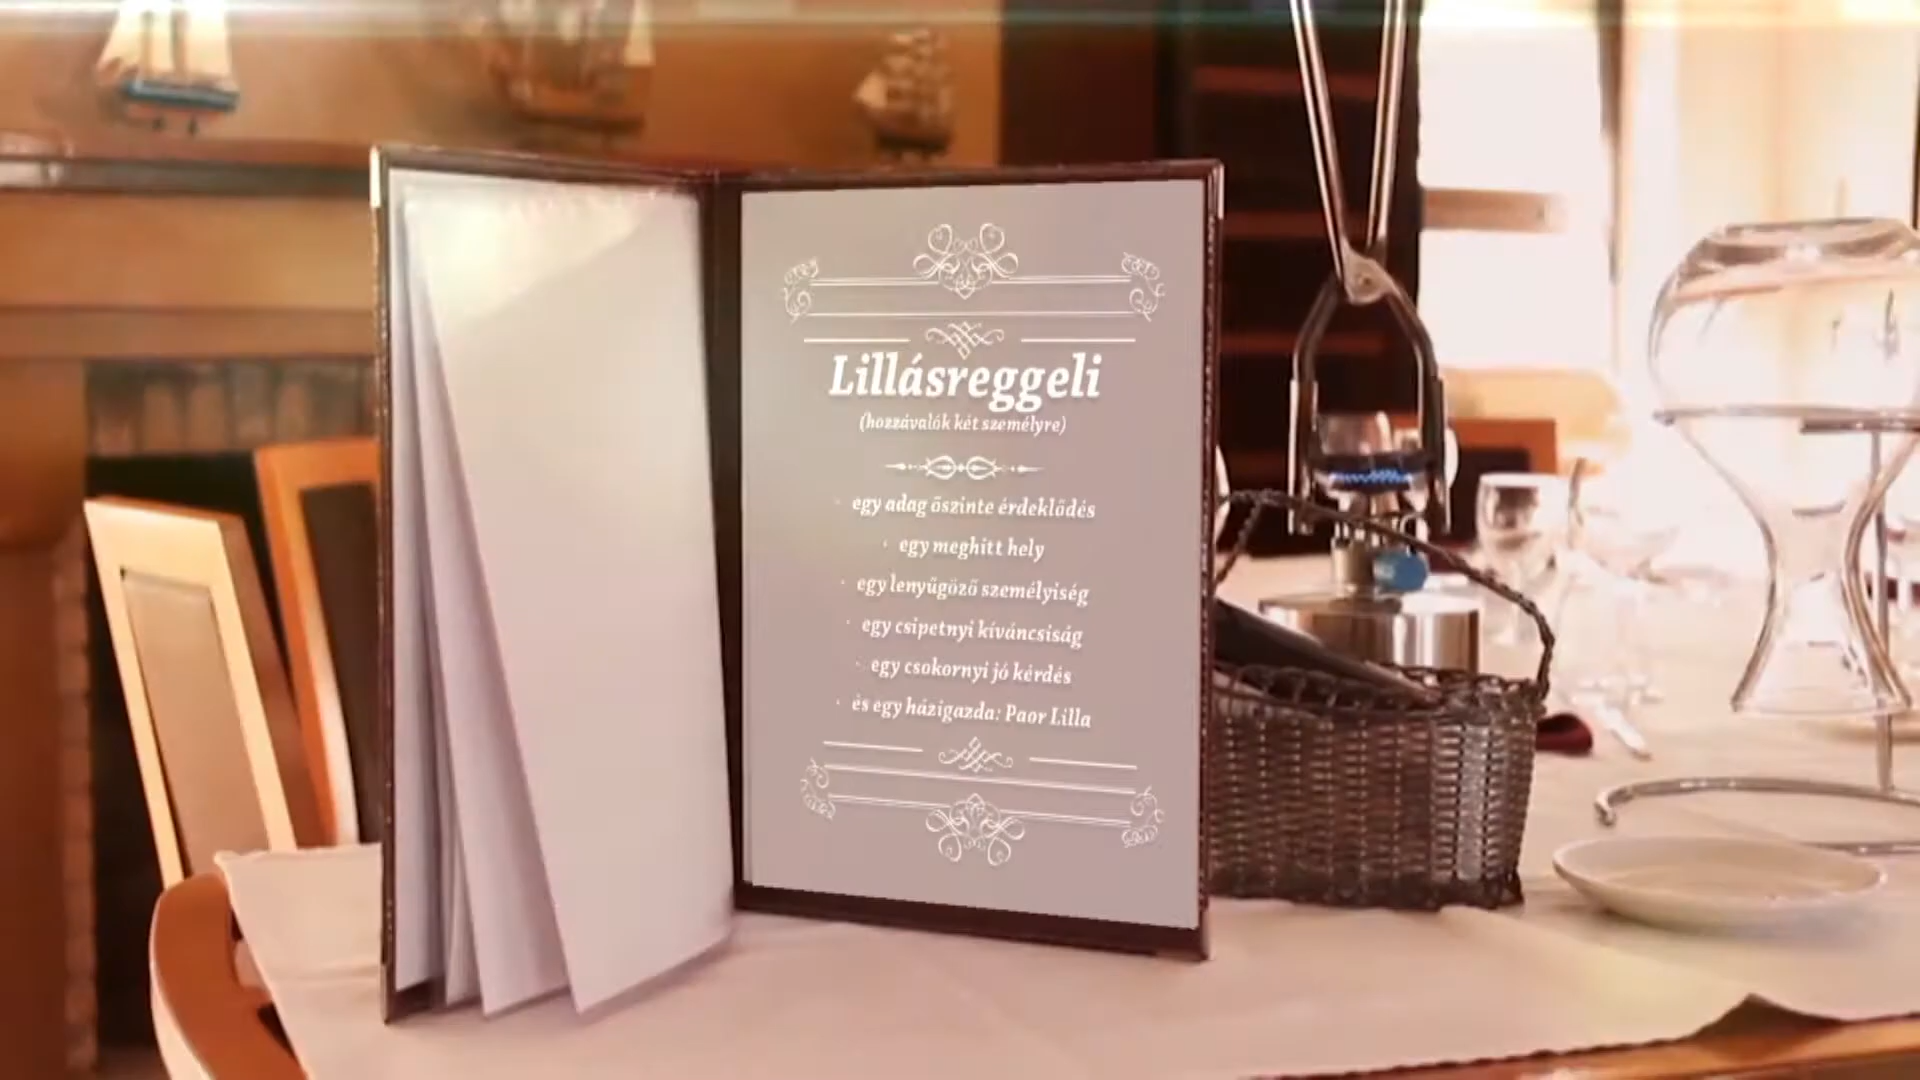 Lillásreggeli
(hozzávalók két személyre)
· egy adag őszinte érdeklődés
· egy meghitt hely
· egy lenyűgöző személyiség
· egy csipetnyi kíváncsiság
· egy csokornyi jó kérdés
· és egy házigazda: Paor Lilla